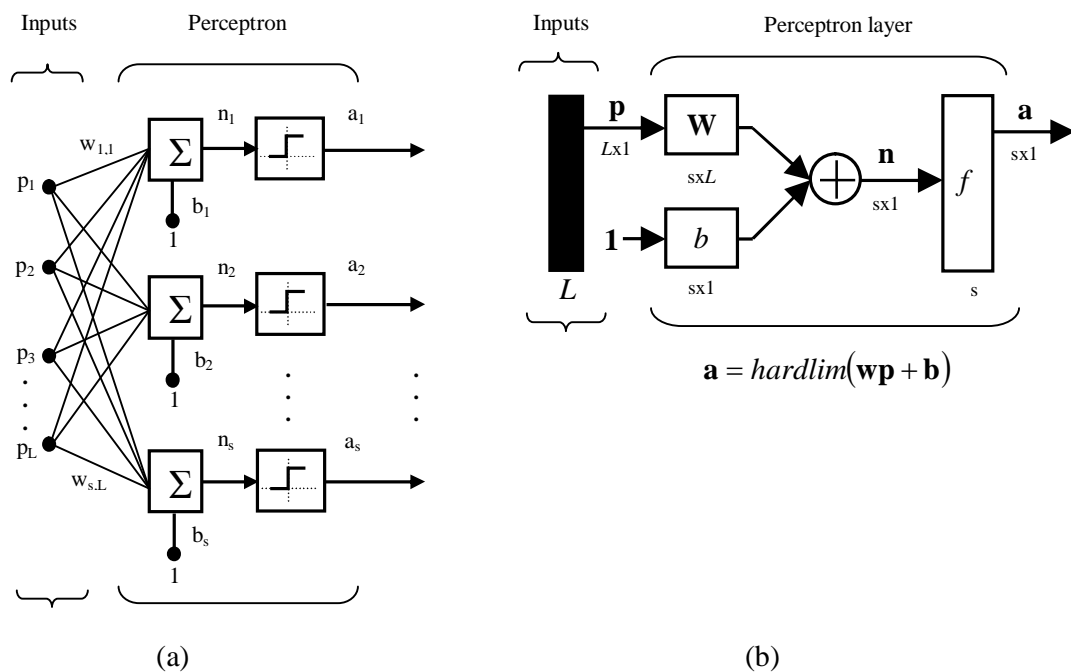 Inputs
Perceptron
w1,1
p1
p2
p3
pL
ws,L
Σ
n1
a1
b1
1
Σ
n2
a2
b2
1
Σ
ns
as
bs
1
(a)
Inputs
Perceptron layer
p
Lx1
W
sxL
1
b
sx1
n
sx1
f
s
a
sx1
L
a = hardlim(wp + b)
(b)